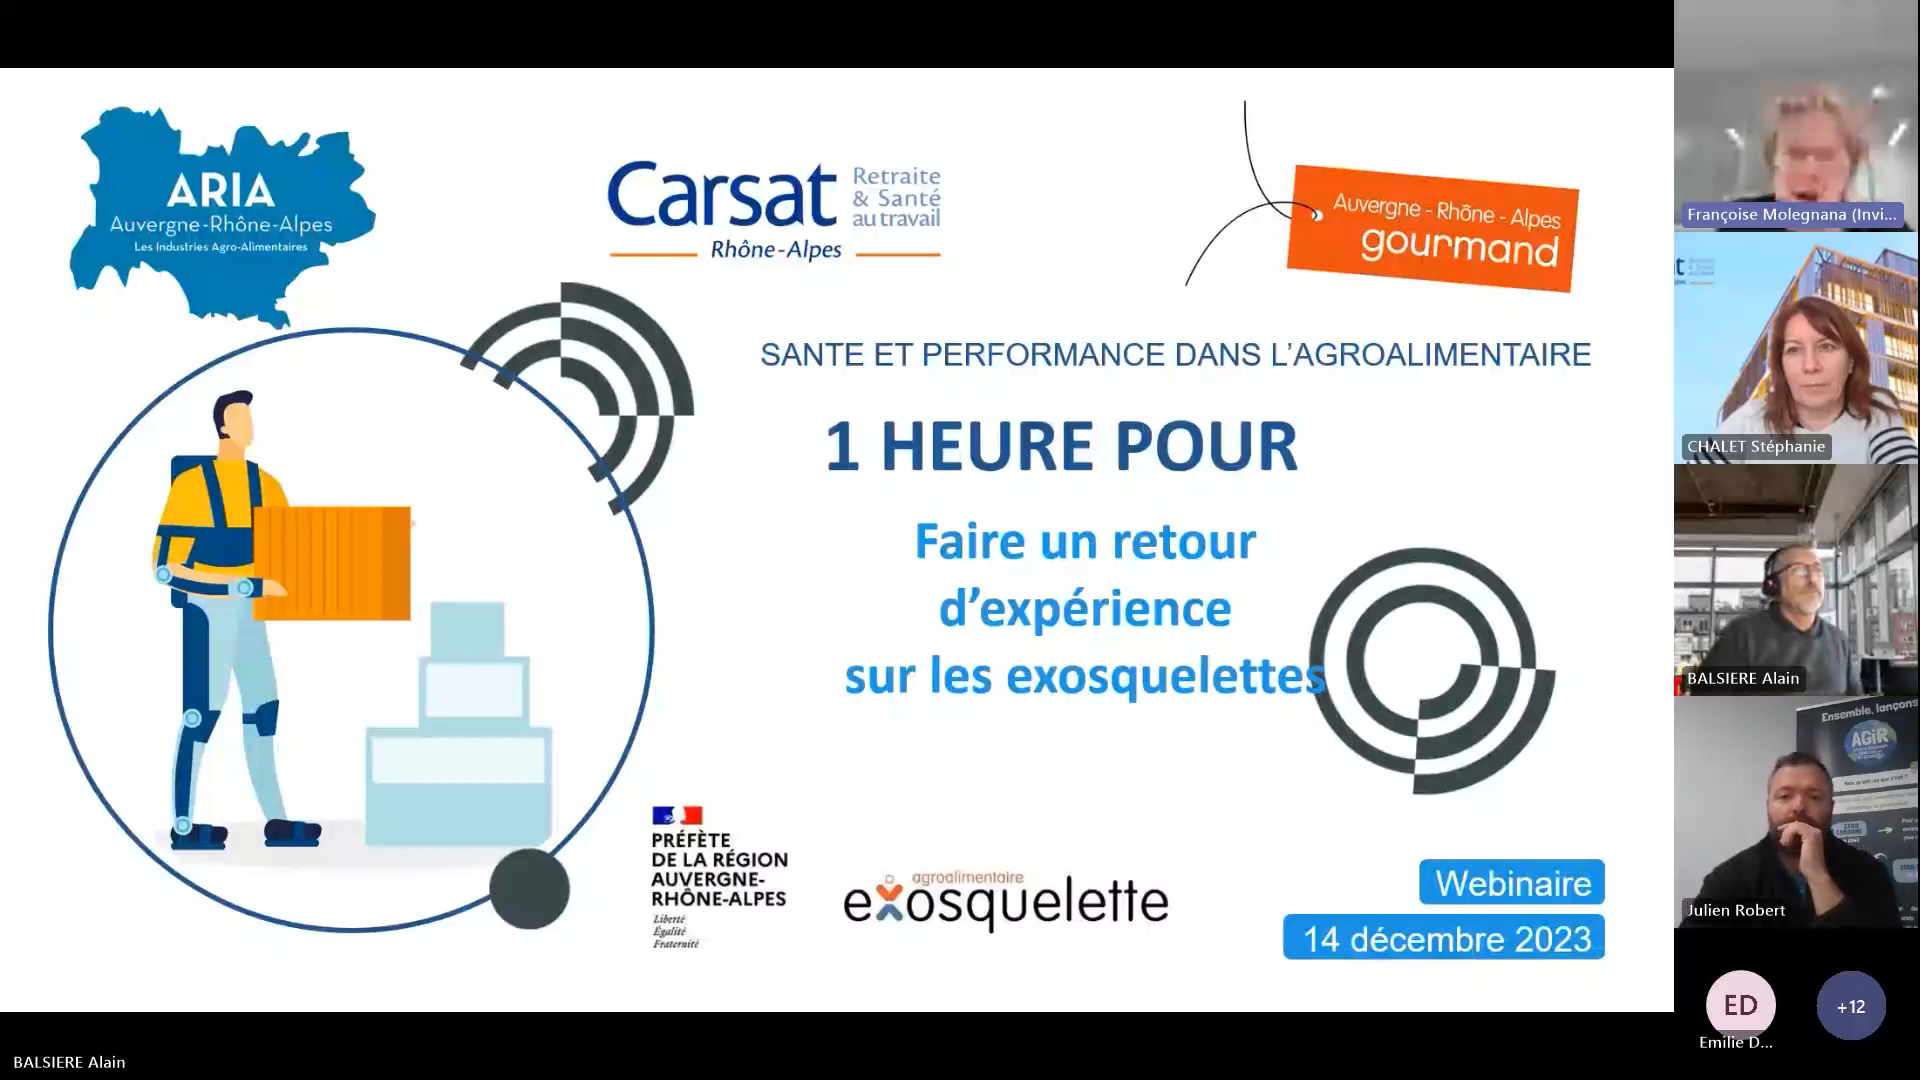 ARIA
Auvergne-Rhône-Alpes
Les Industries Agro-Alimentaires
Carsat
Retraite
& Santé
au travail
Rhône-Alpes
Auvergne - Rhône - Alpes
gourmand
SANTE ET PERFORMANCE DANS L’AGROALIMENTAIRE
1 HEURE POUR
Faire un retour
d’expérience
sur les exosquelettes
PRÉFÈTE
DE LA RÉGION
AUVERGNE-
RHÔNE-ALPES
Liberté
Égalité
Fraternité
agroalimentaire
exosquelette
Webinaire
14 décembre 2023
BALSIERE Alain
Françoise Molegnana (Invi...
CHALET Stéphanie
BALSIERE Alain
Ensemble, lançons
AGiR
Julien Robert
ED
Emilie D...
+12